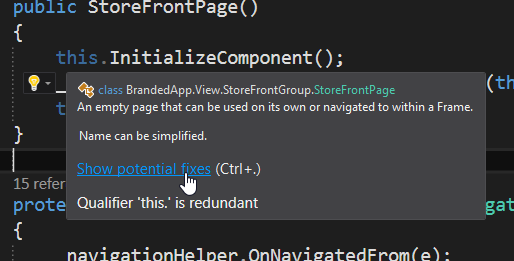 public StoreFrontPage()
{
this.InitializeComponent();
(th
class BrandedApp.View.StoreFrontGroup.StoreFrontPage
An empty page that can be used on its own or navigated to within a Frame.
Name can be simplified.
}
Show potential fixes (Ctrl+.)
15 refer
Qualifier 'this.' is redundant
{
navigationHelper.OnNavigatedFrom(e);